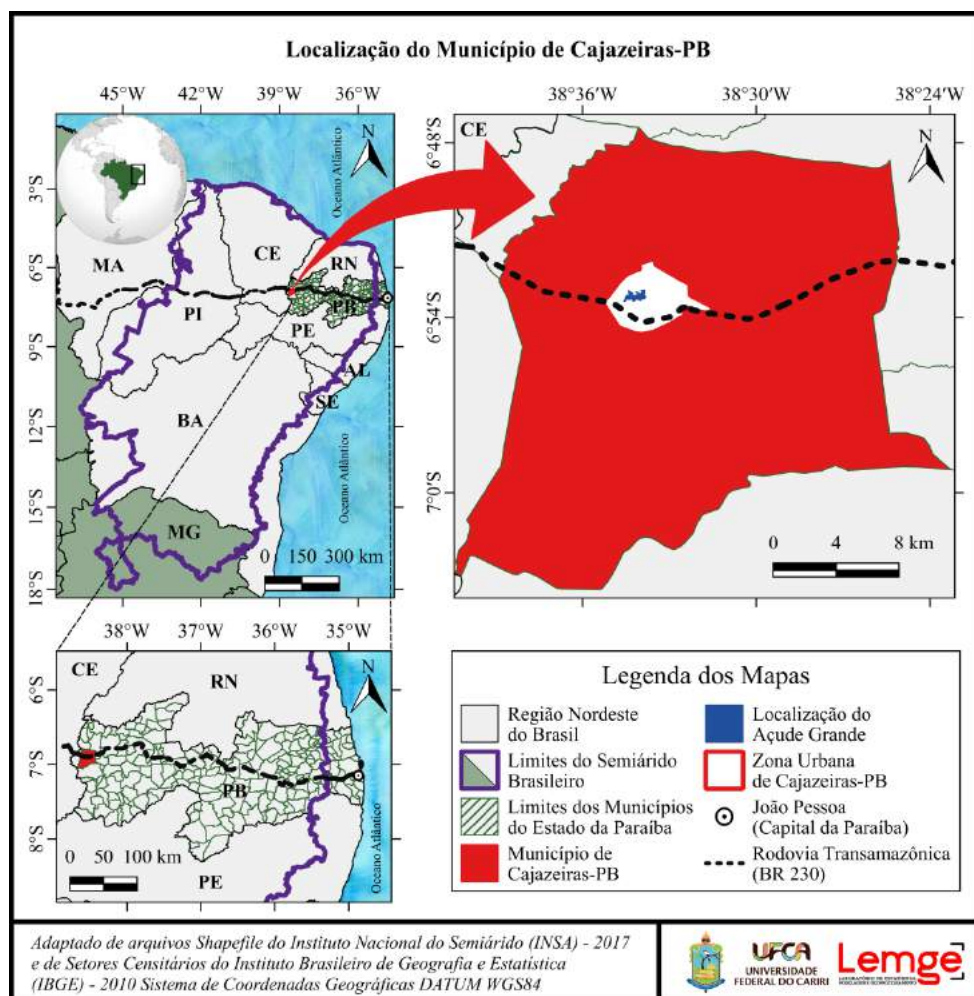 Localização do Município de Cajazeiras-PB
45°W 42°W 39°W 36°W
3°S
6°S
9°S
12°S
15°S
18°S
N
Oceano Atlântico
MA
CE
RN
PI
PB
PE
AL
SE
BA
Oceano Atlântico
MG
0 150 300 km
38°36'W 38°30'W 38°24'W
6°48'S
6°54'S
7°0'S
CE
N
0 4 8 km
38°W 37°W 36°W 35°W
6°S
7°S
8°S
CE
RN
N
PB
PE
Oceano Atlântico
0 50 100 km
Legenda dos Mapas
Região Nordeste
do Brasil
Limites do Semiárido
Brasileiro
Limites dos Municípios
do Estado da Paraíba
Município de
Cajazeiras-PB
Localização do
Açude Grande
Zona Urbana
de Cajazeiras-PB
João Pessoa
(Capital da Paraíba)
Rodovia Transamazônica
(BR 230)
Adaptado de arquivos Shapefile do Instituto Nacional do Semiárido (INSA) - 2017
e de Setores Censitários do Instituto Brasileiro de Geografia e Estatística
(IBGE) - 2010 Sistema de Coordenadas Geográficas DATUM WGS84
UFCA
UNIVERSIDADE
FEDERAL DO CARIRI
Lemge